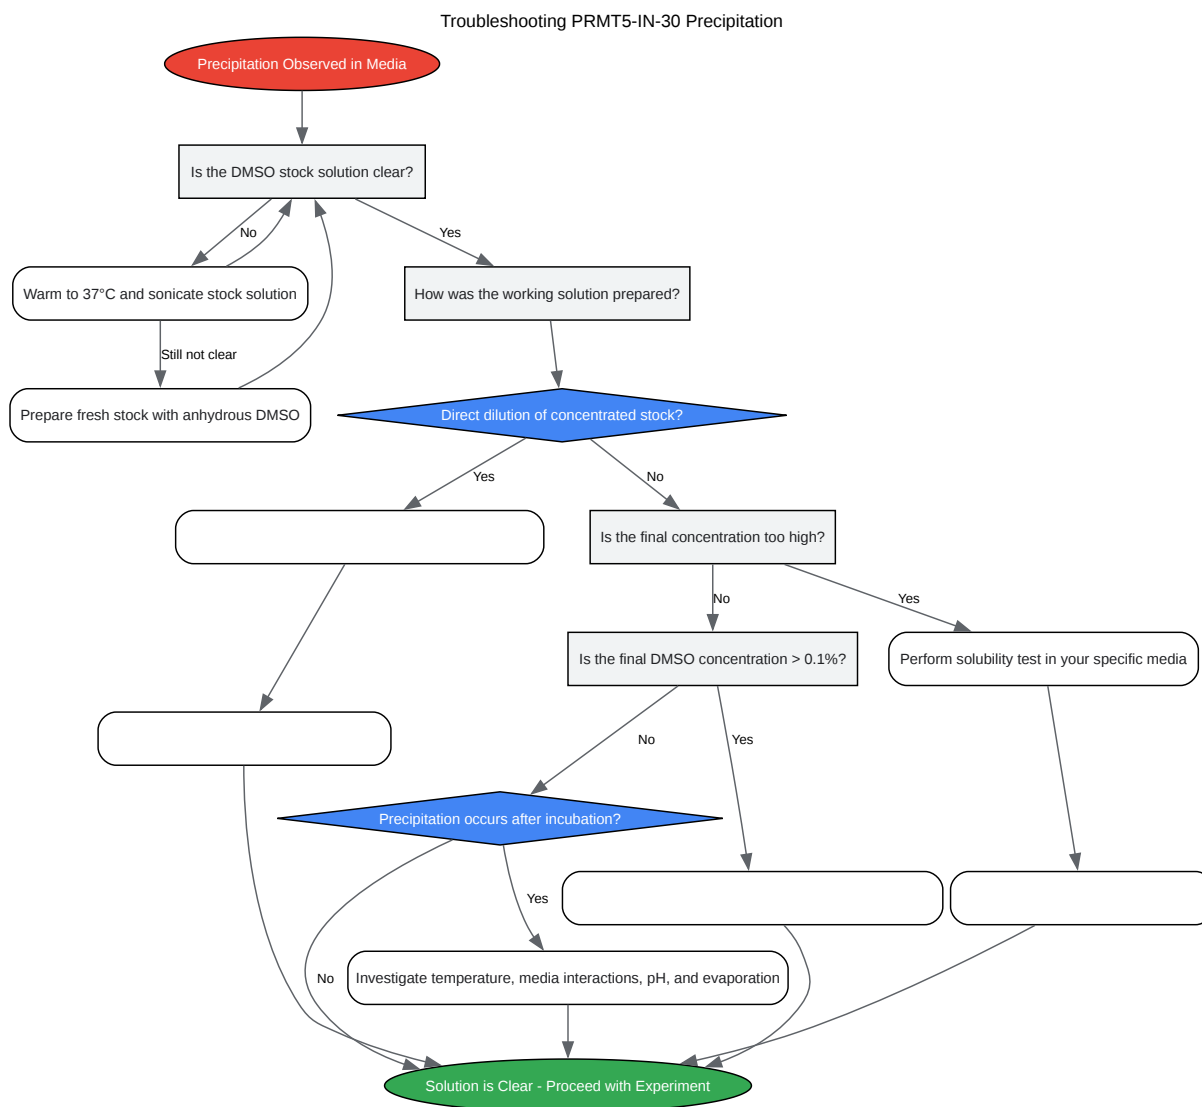 Troubleshooting PRMT5-IN-30 Precipitation
Precipitation Observed in Media
Is the DMSO stock solution clear?
No
Yes
Warm to 37°C and sonicate stock solution
How was the working solution prepared?
Still not clear
Prepare fresh stock with anhydrous DMSO
Direct dilution of concentrated stock?
Yes
No
Is the final concentration too high?
No
Yes
Is the final DMSO concentration > 0.1%?
Perform solubility test in your specific media
No
Yes
Precipitation occurs after incubation?
Yes
No
Investigate temperature, media interactions, pH, and evaporation
Solution is Clear - Proceed with Experiment